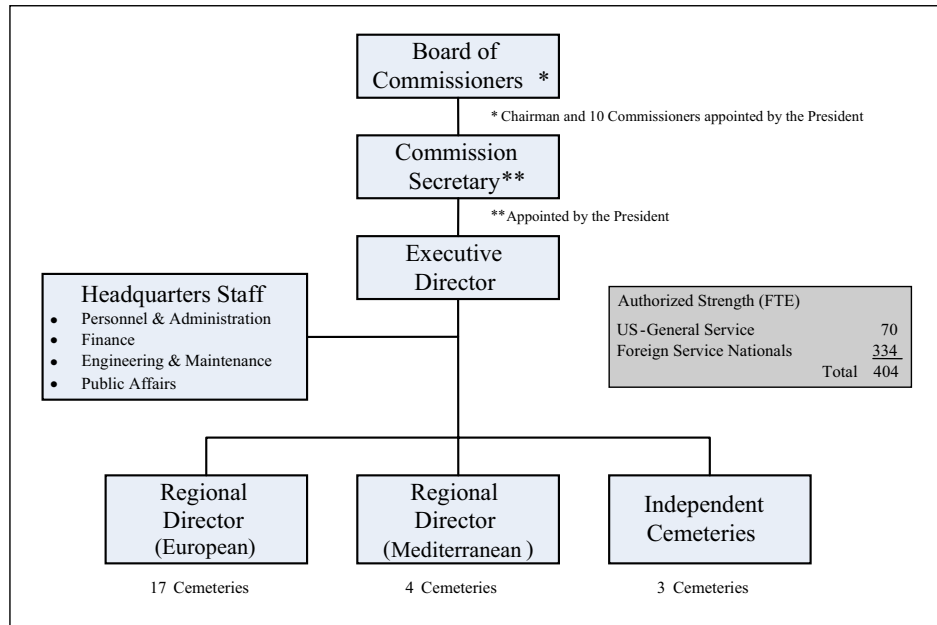 Board of
Commissioners *
* Chairman and 10 Commissioners appointed by the President
Commission
Secretary**
**Appointed by the President
Executive
Director
Headquarters Staff
• Personnel & Administration
• Finance
• Engineering & Maintenance
• Public Affairs
Authorized Strength (FTE)
US-General Service 70
Foreign Service Nationals 334
Total 404
Regional
Director
(European)
17 Cemeteries
Regional
Director
(Mediterranean)
4 Cemeteries
Independent
Cemeteries
3 Cemeteries